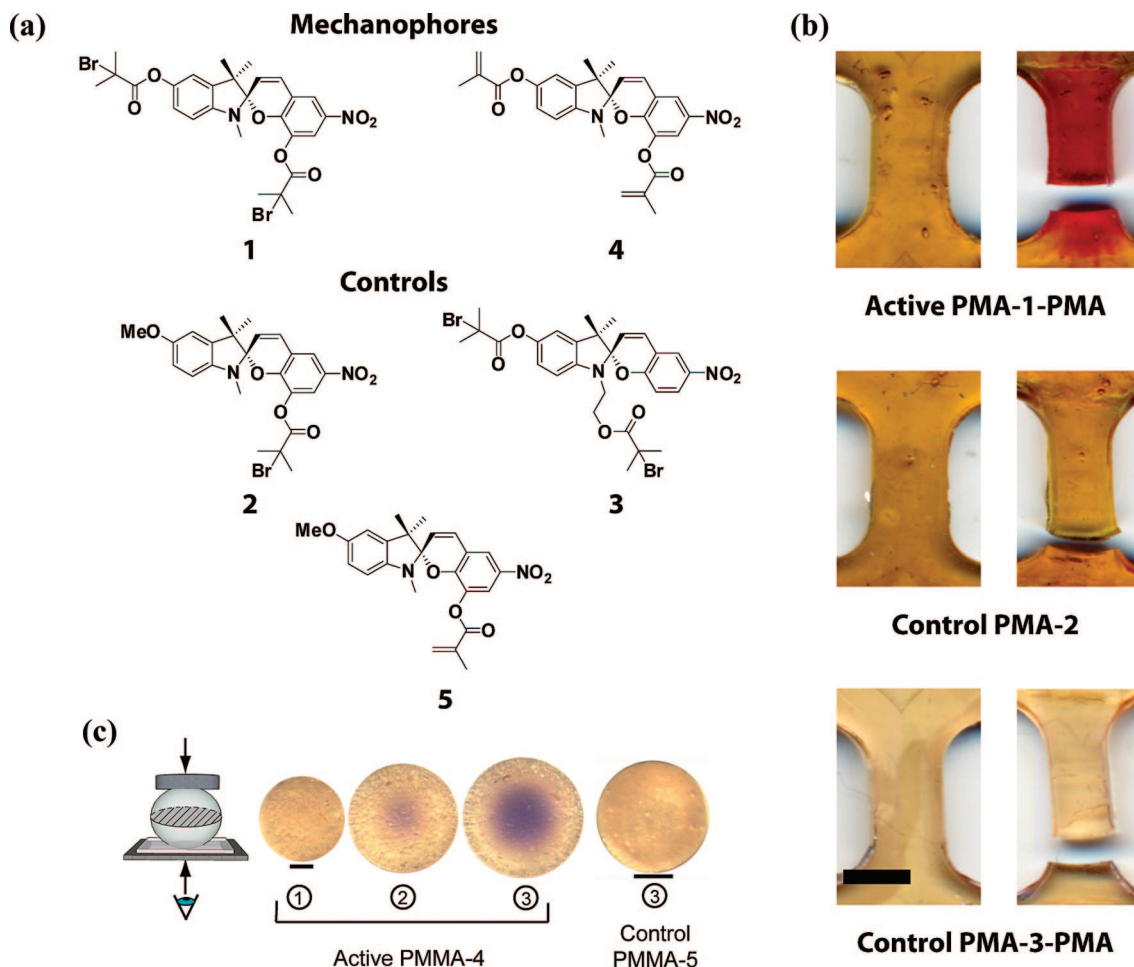 (a)
Mechanophores
Br
O
O
N
O
NO₂
O
O
Br
1
O
O
N
O
NO₂
O
O
4
Controls
MeO
N
O
NO₂
O
O
Br
2
Br
O
O
N
O
NO₂
O
O
Br
3
MeO
N
O
NO₂
O
O
5
(b)
Active PMA-1-PMA
Control PMA-2
Control PMA-3-PMA
(c)
① ② ③ ③
Active PMMA-4
Control
PMMA-5